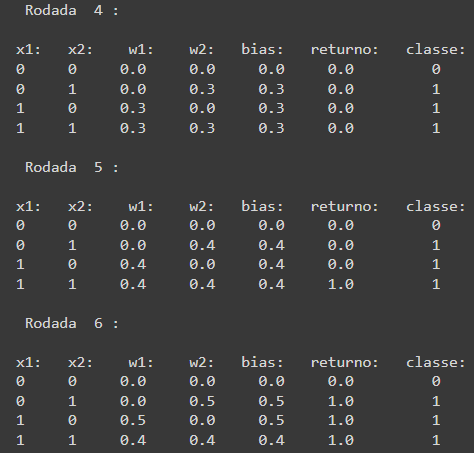 Rodada 4 :
x1: x2: w1: w2: bias: returno: classe:
0 0 0.0 0.0 0.0 0.0 0
0 1 0.0 0.3 0.3 0.0 1
1 0 0.3 0.0 0.3 0.0 1
1 1 0.3 0.3 0.3 0.0 1
Rodada 5 :
x1: x2: w1: w2: bias: returno: classe:
0 0 0.0 0.0 0.0 0.0 0
0 1 0.0 0.4 0.4 0.0 1
1 0 0.4 0.0 0.4 0.0 1
1 1 0.4 0.4 0.4 1.0 1
Rodada 6 :
x1: x2: w1: w2: bias: returno: classe:
0 0 0.0 0.0 0.0 0.0 0
0 1 0.0 0.5 0.5 1.0 1
1 0 0.5 0.0 0.5 1.0 1
1 1 0.4 0.4 0.4 1.0 1